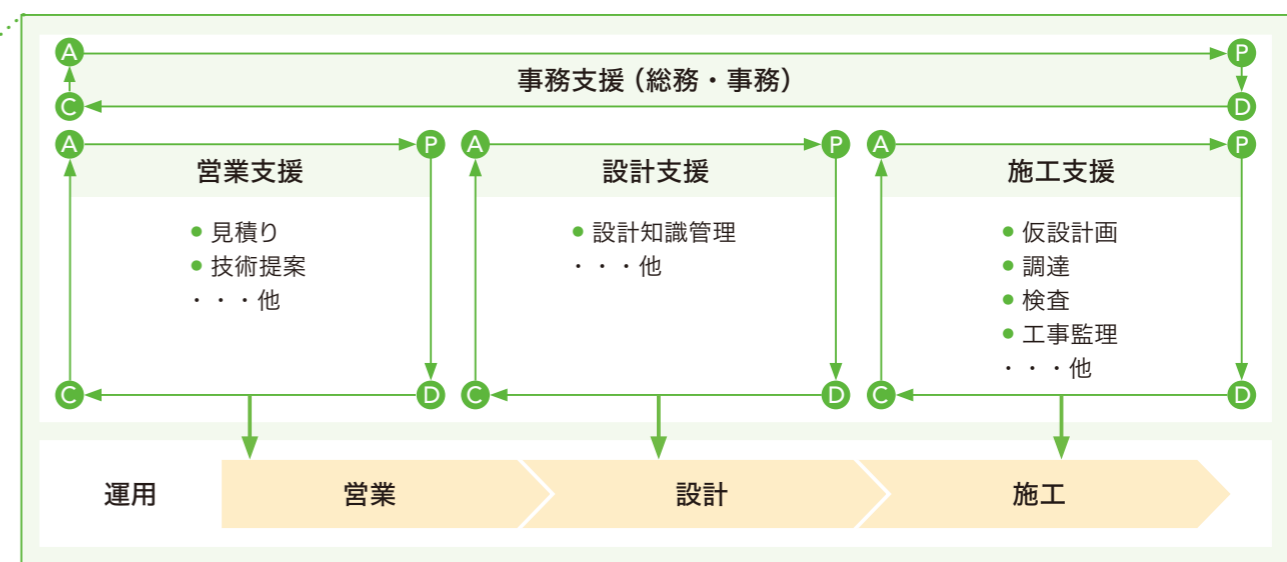 A P
事務支援(総務・事務)
C D
A P
営業支援
● 見積り
● 技術提案
・・・他
C D
A P
設計支援
● 設計知識管理
・・・他
C D
A P
施工支援
● 仮設計画
● 調達
● 検査
● 工事監理
・・・他
C D
運用 営業 設計 施工